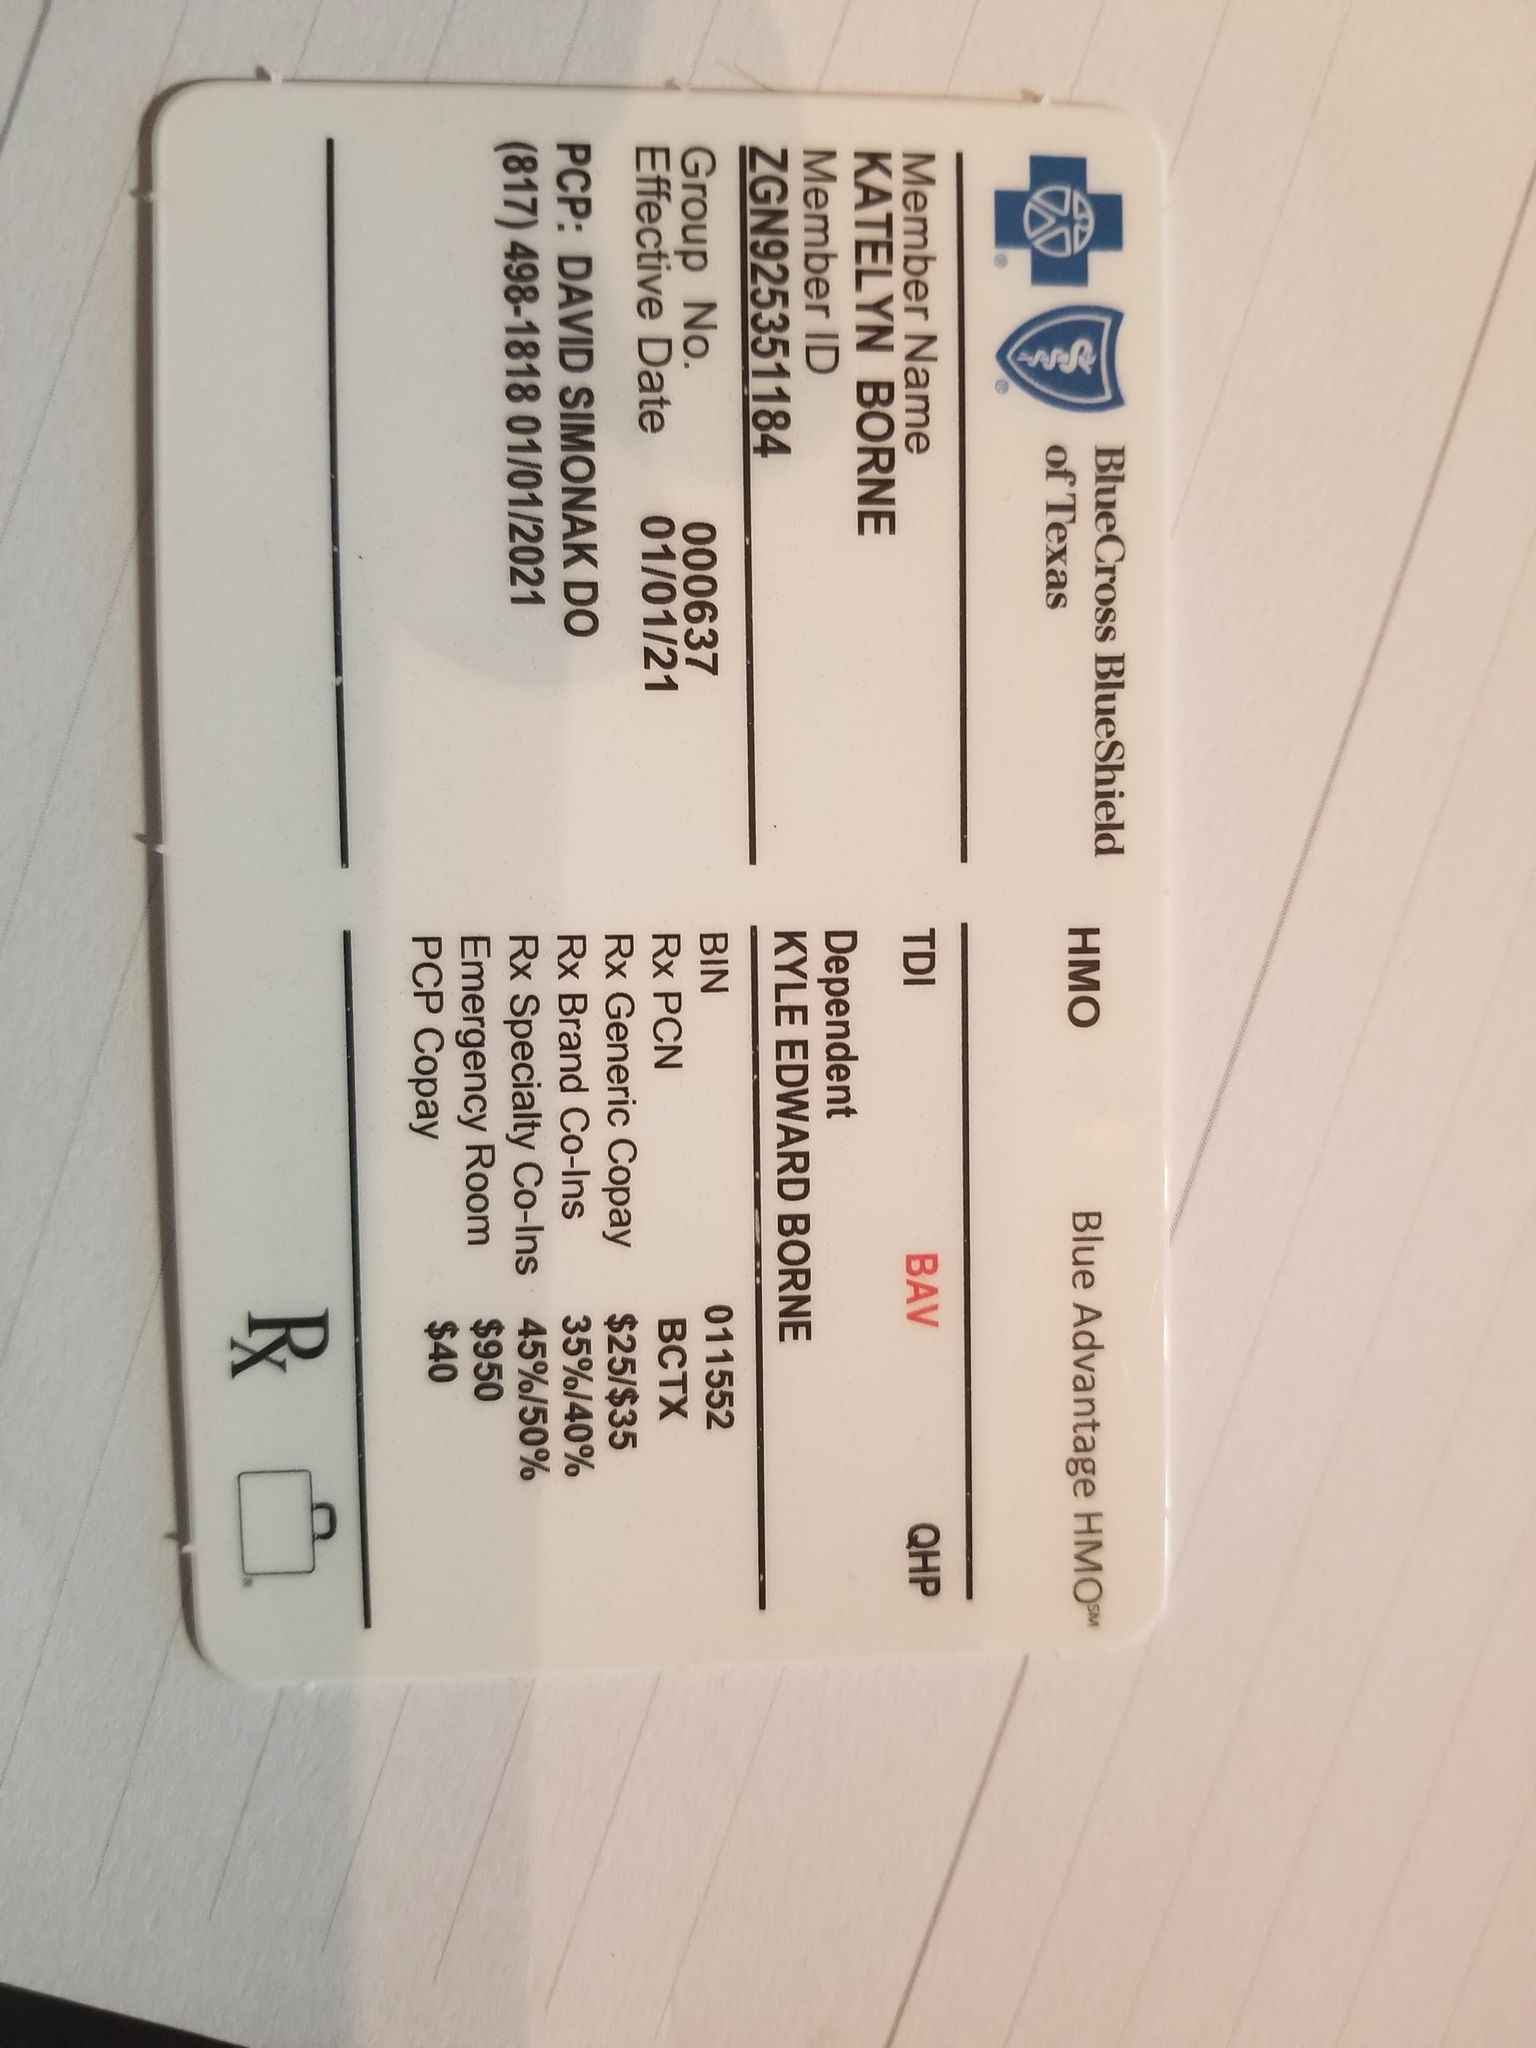 BlueCross BlueShield
of Texas
HMO
Blue Advantage HMO℠
Member Name
KATELYN BORNE
Member ID
ZGN925351184
TDI BAV QHP
Dependent
KYLE EDWARD BORNE
Group No. 000637
Effective Date 01/01/21
PCP: DAVID SIMONAK DO
(817) 498-1818 01/01/2021
BIN 011552
Rx PCN BCTX
Rx Generic Copay $25/$35
Rx Brand Co-Ins 35%/40%
Rx Specialty Co-Ins 45%/50%
Emergency Room $950
PCP Copay $40
Rx